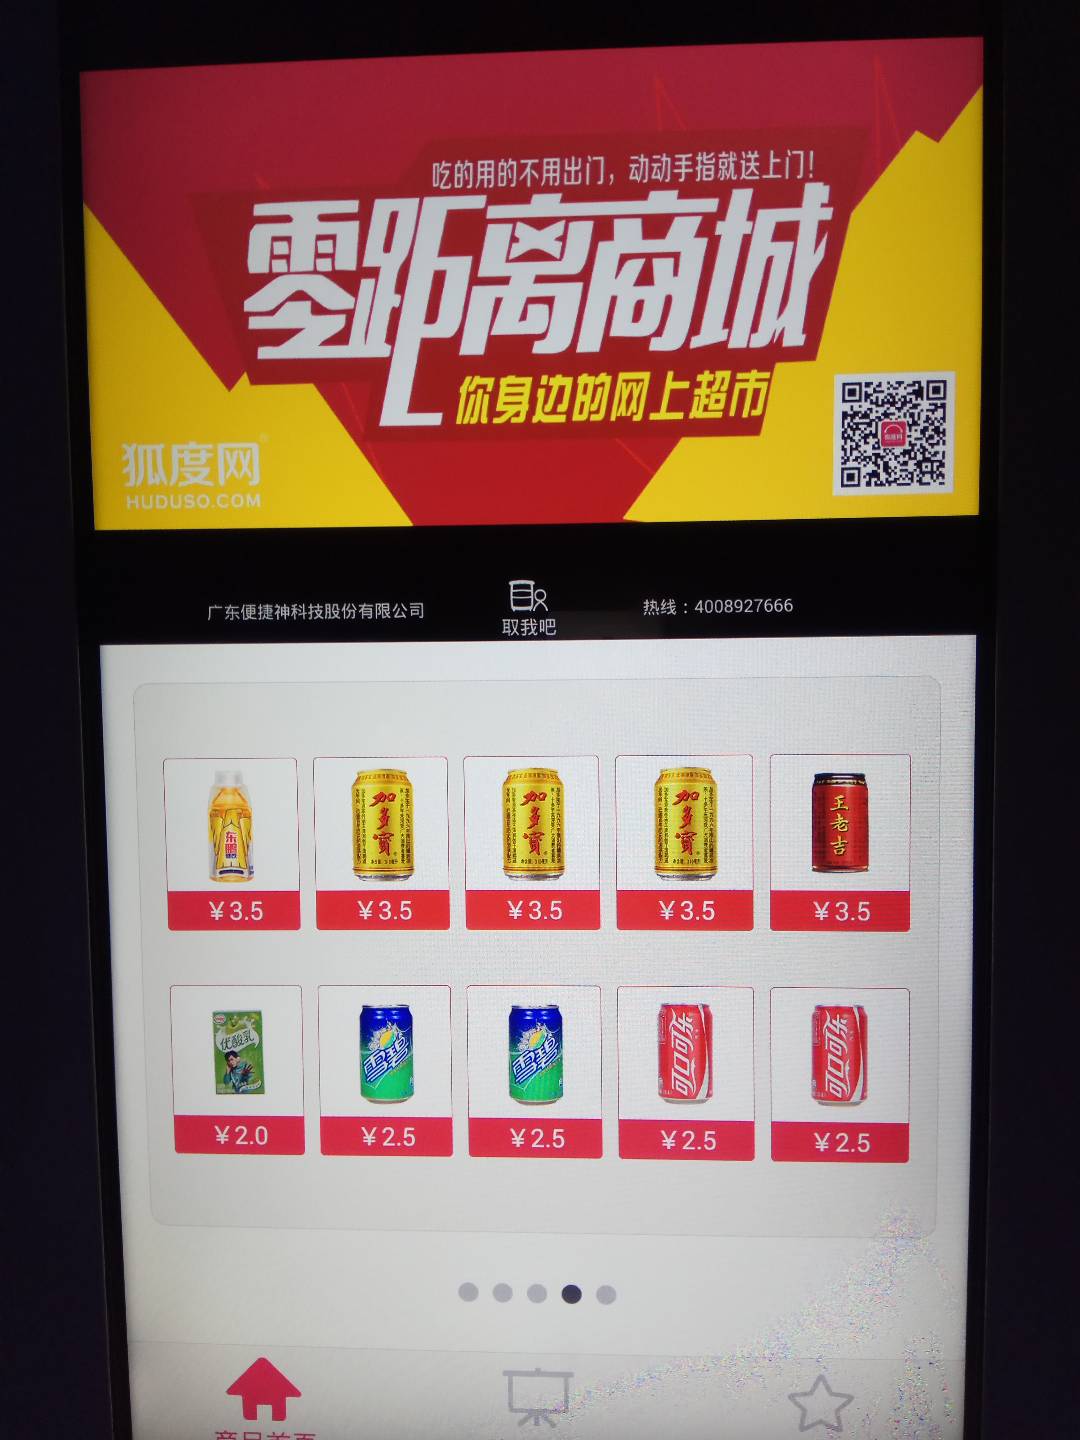 吃的用的不用出门，动动手指就送上门！
零距离商城
你身边的网上超市
狐度网®
HUDUSO.COM
广东便捷神科技股份有限公司
取我吧
热线：4008927666
东鹏
加多宝
加多宝
加多宝
王老吉
¥3.5
¥3.5
¥3.5
¥3.5
¥3.5
优酸乳
雪碧
雪碧
可口可乐
可口可乐
¥2.0
¥2.5
¥2.5
¥2.5
¥2.5
商品首页